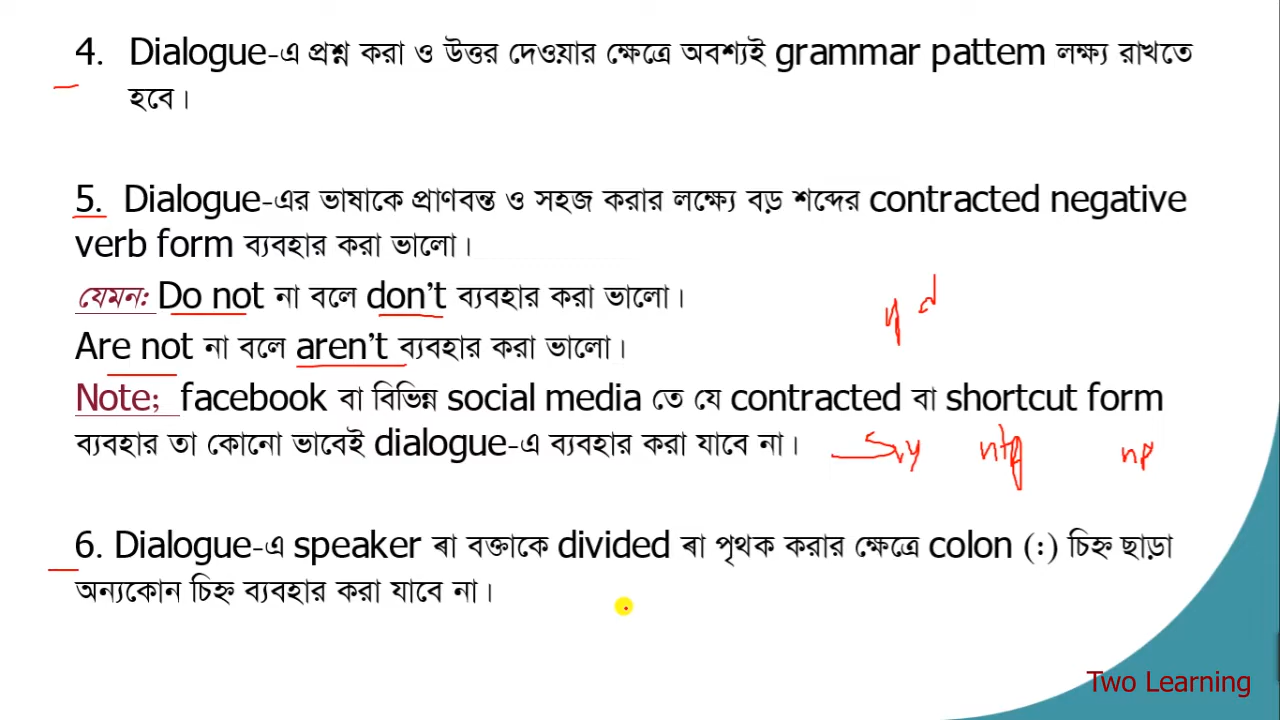 4. Dialogue-এ প্রশ্ন করা ও উত্তর দেওয়ার ক্ষেত্রে অবশ্যই grammar pattem লক্ষ্য রাখতে
হবে।
5. Dialogue-এর ভাষাকে প্রাণবন্ত ও সহজ করার লক্ষ্যে বড় শব্দের contracted negative
verb form ব্যবহার করা ভালো।
যেমন: Do not না বলে don't ব্যবহার করা ভালো।
Are not না বলে aren't ব্যবহার করা ভালো।
Note; facebook বা বিভিন্ন social media তে যে contracted বা shortcut form
ব্যবহার তা কোনো ভাবেই dialogue-এ ব্যবহার করা যাবে না।
ntg np
6. Dialogue-এ speaker ৰা বক্তাকে divided ৰা পৃথক করার ক্ষেত্রে colon (:) চিহ্ন ছাড়া
অন্যকোন চিহ্ন ব্যবহার করা যাবে না।
Two Learning